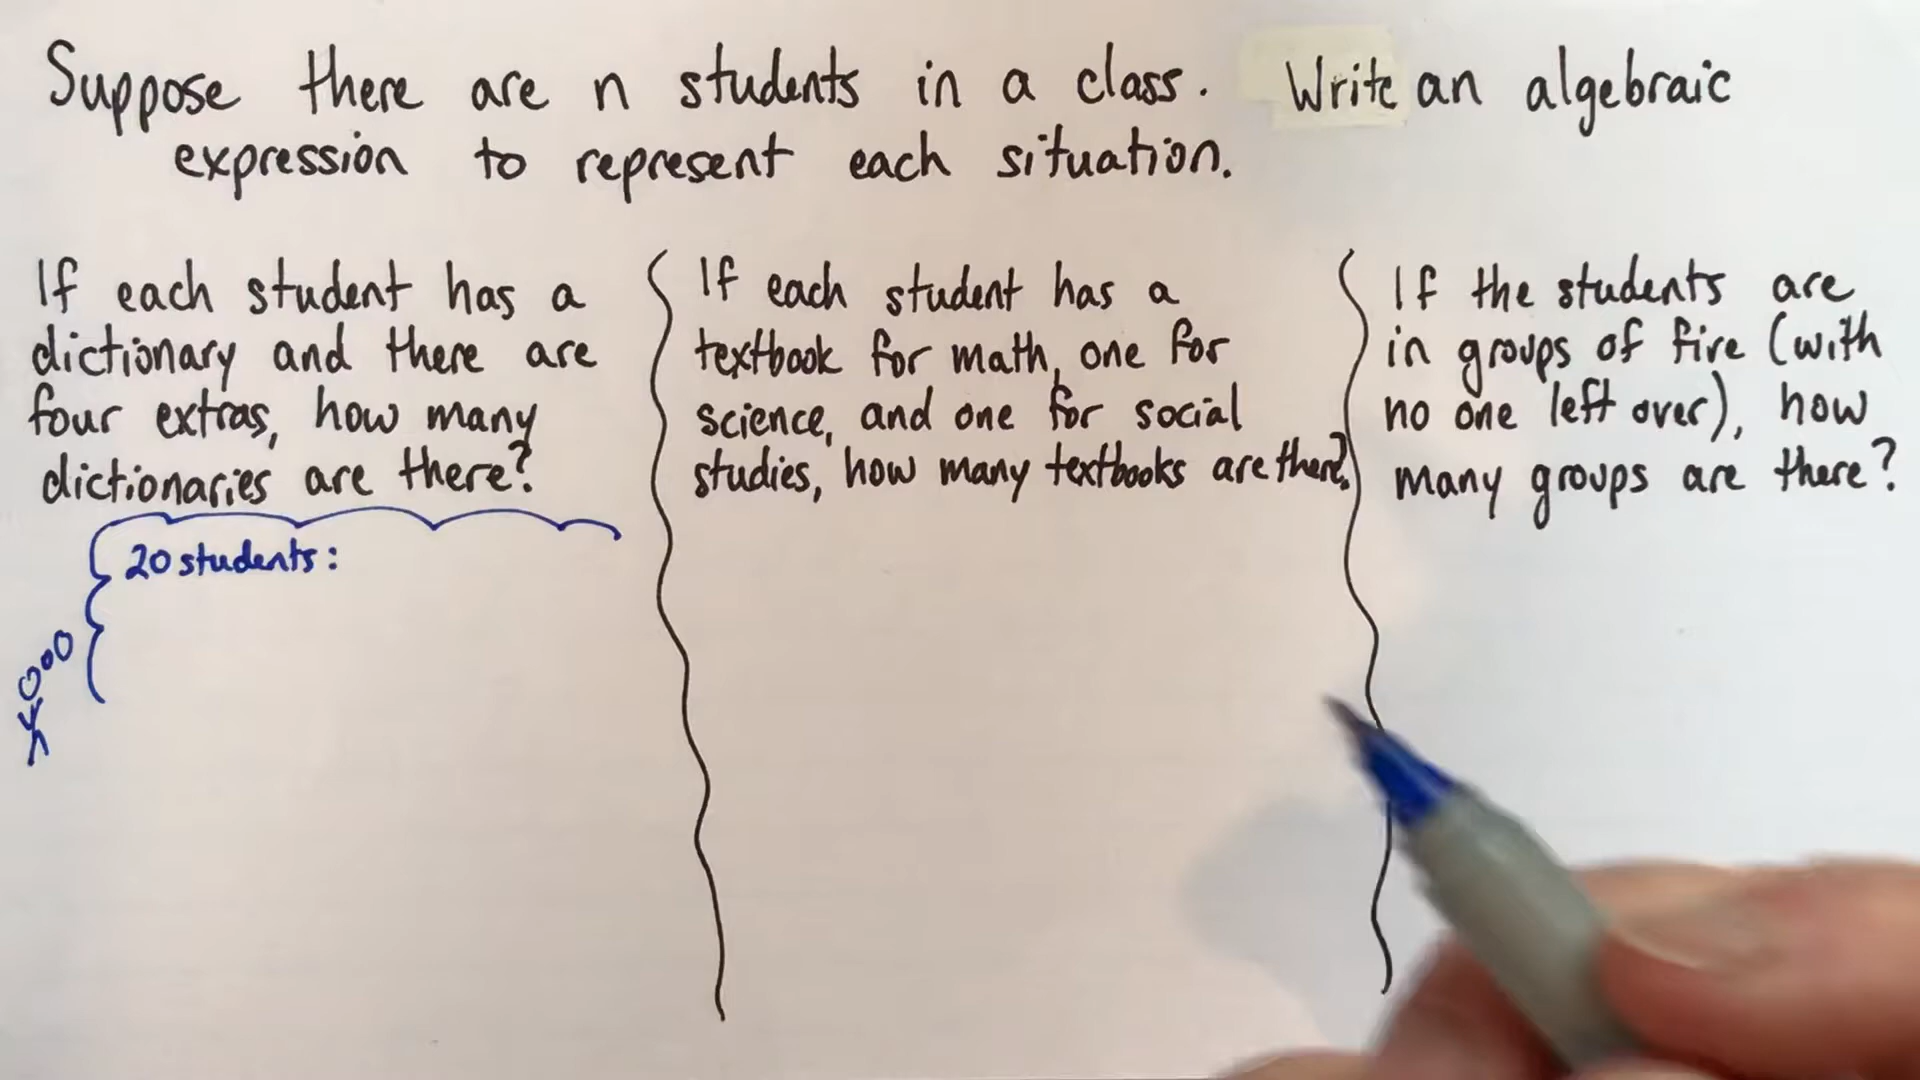 Suppose there are n students in a class. Write an algebraic
expression to represent each situation.
If each student has a
dictionary and there are
four extras, how many
dictionaries are there?
20 students:
If each student has a
textbook for math, one for
science, and one for social
studies, how many textbooks are there?
If the students are
in groups of five (with
no one left over), how
many groups are there?